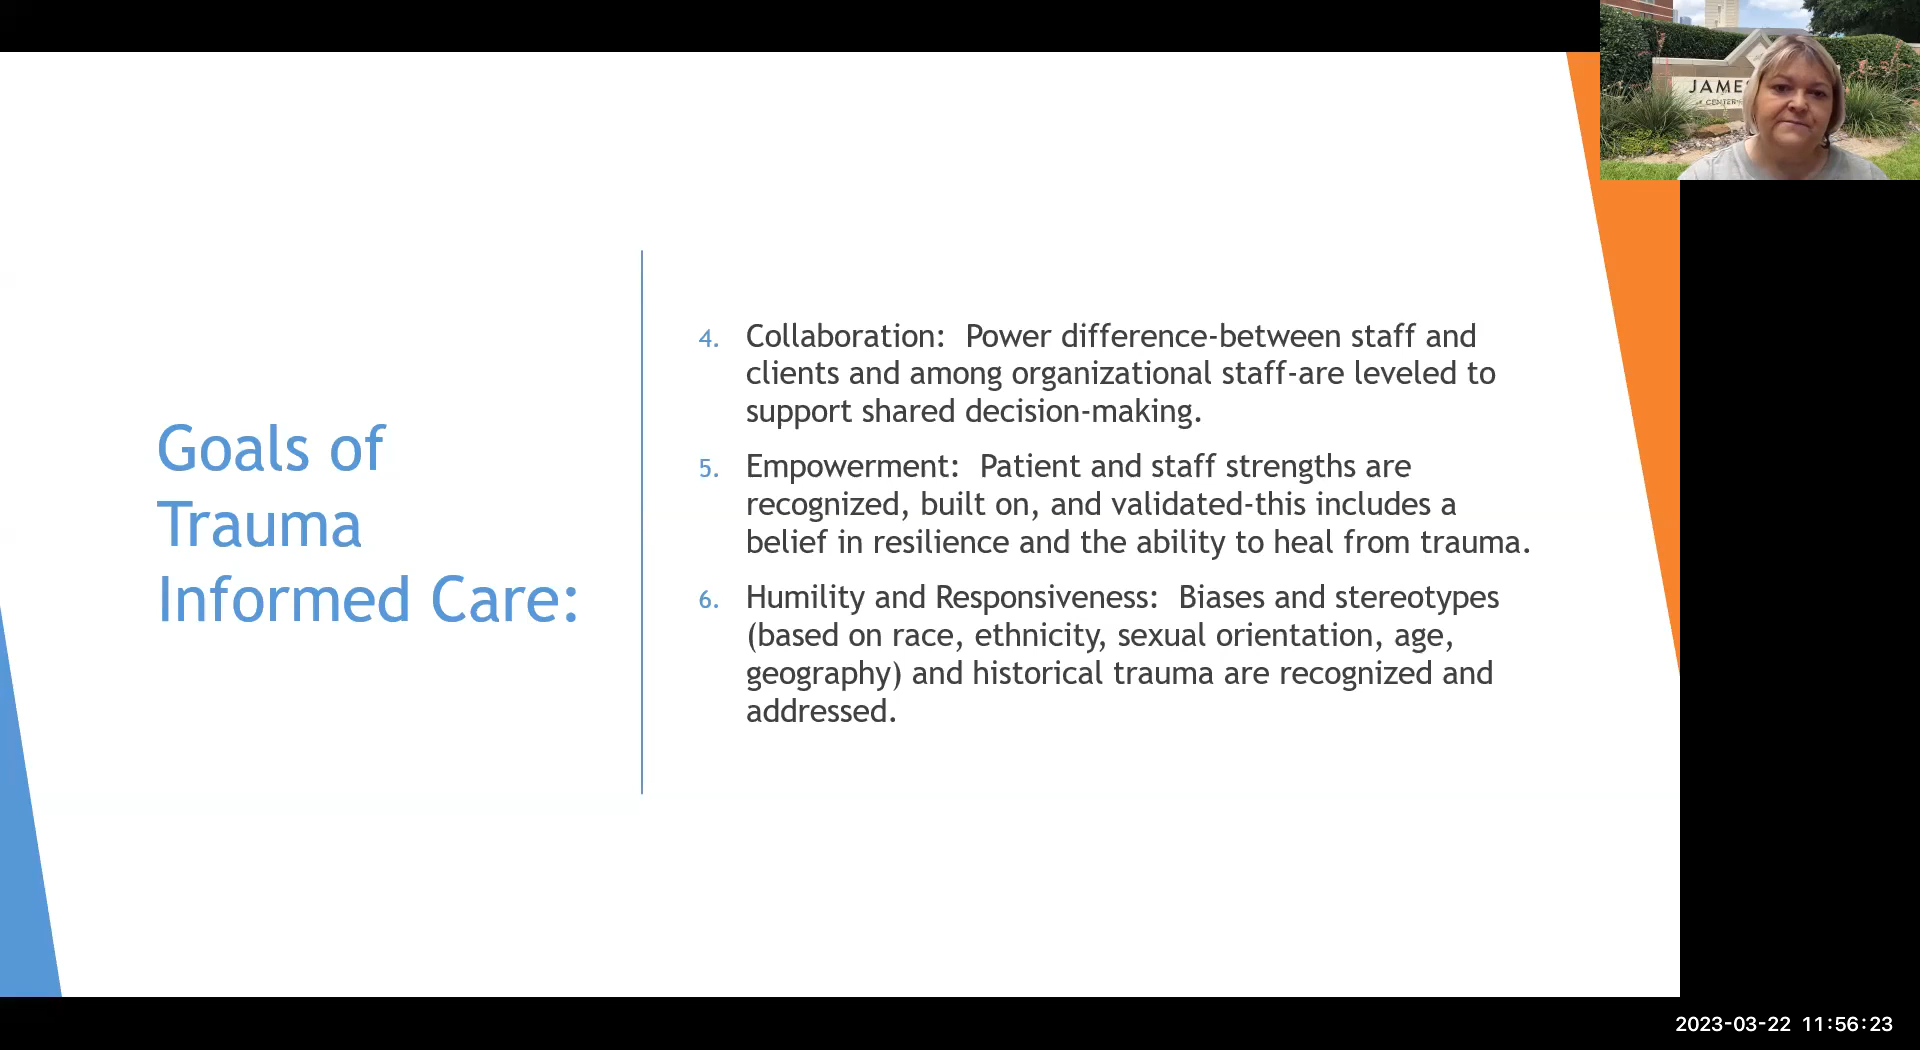 Goals of
Trauma
Informed Care:
4. Collaboration:  Power difference-between staff and
clients and among organizational staff-are leveled to
support shared decision-making.
5. Empowerment:  Patient and staff strengths are
recognized, built on, and validated-this includes a
belief in resilience and the ability to heal from trauma.
6. Humility and Responsiveness:  Biases and stereotypes
(based on race, ethnicity, sexual orientation, age,
geography) and historical trauma are recognized and
addressed.
JAMES
CENTER
2023-03-22 11:56:23